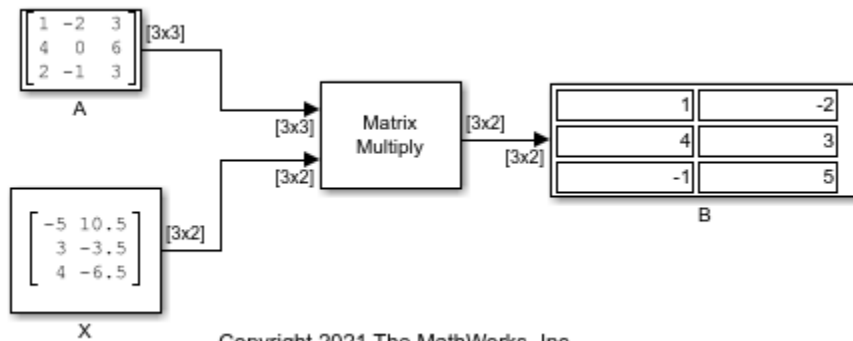 1 -2 3
4 0 6
2 -1 3
[3x3]
A
[3x3]
[3x2]
Matrix
Multiply
[3x2]
[3x2]
1 -2
4 3
-1 5
B
-5 10.5
3 -3.5
4 -6.5
[3x2]
X
Copyright 2021 The MathWorks, Inc.